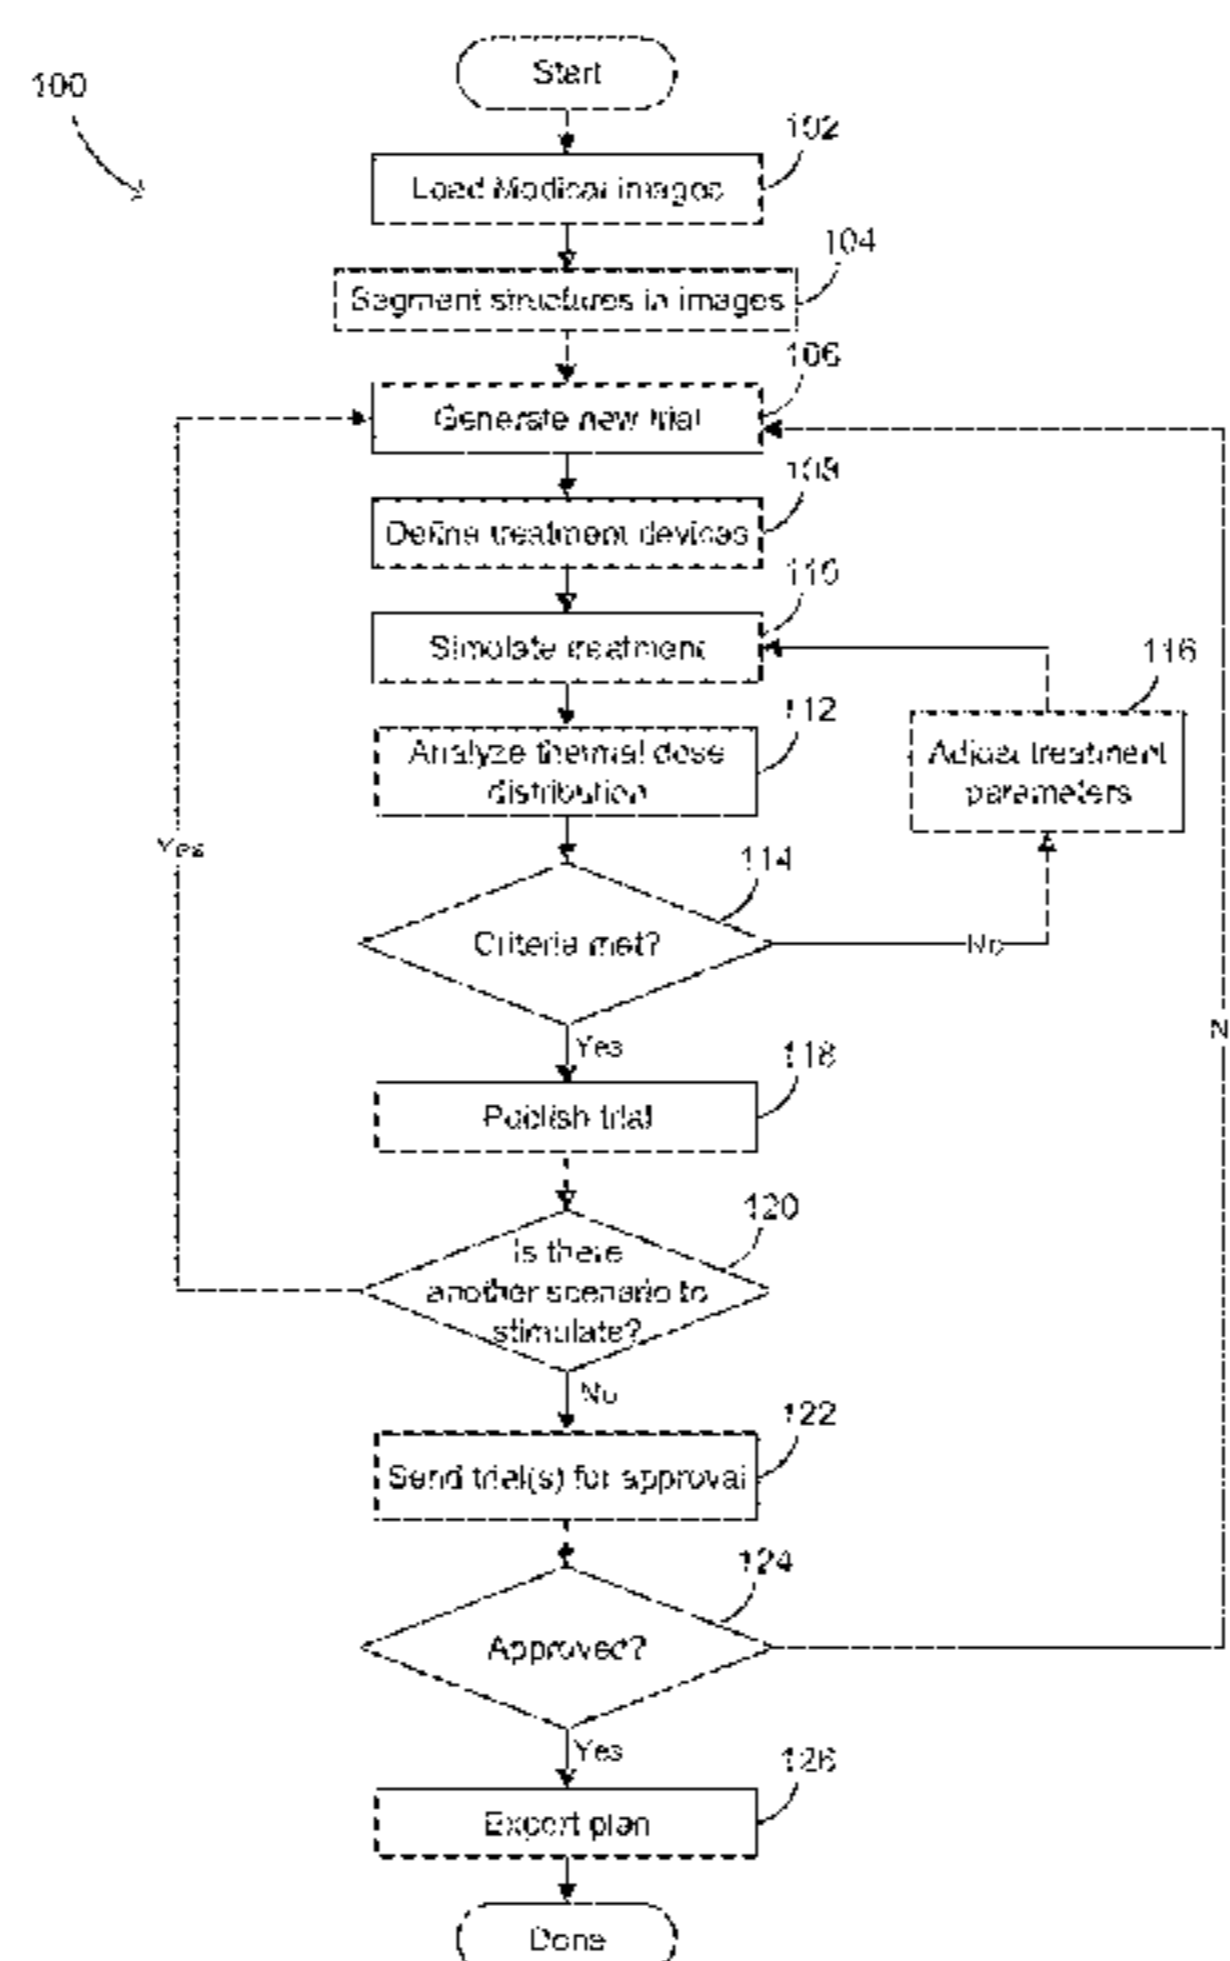 Start
100
102
Load Medical images
104
Segment structures in images
106
Generate new trial
108
Define treatment devices
110
Simulate treatment
116
112
Analyze thermal dose
distribution
Adjust treatment
parameters
Yes
114
Criteria met?
No
N
Yes
118
Publish trial
120
Is there
another scenario to
stimulate?
No
122
Send trial(s) for approval
124
Approved?
Yes
126
Export plan
Done